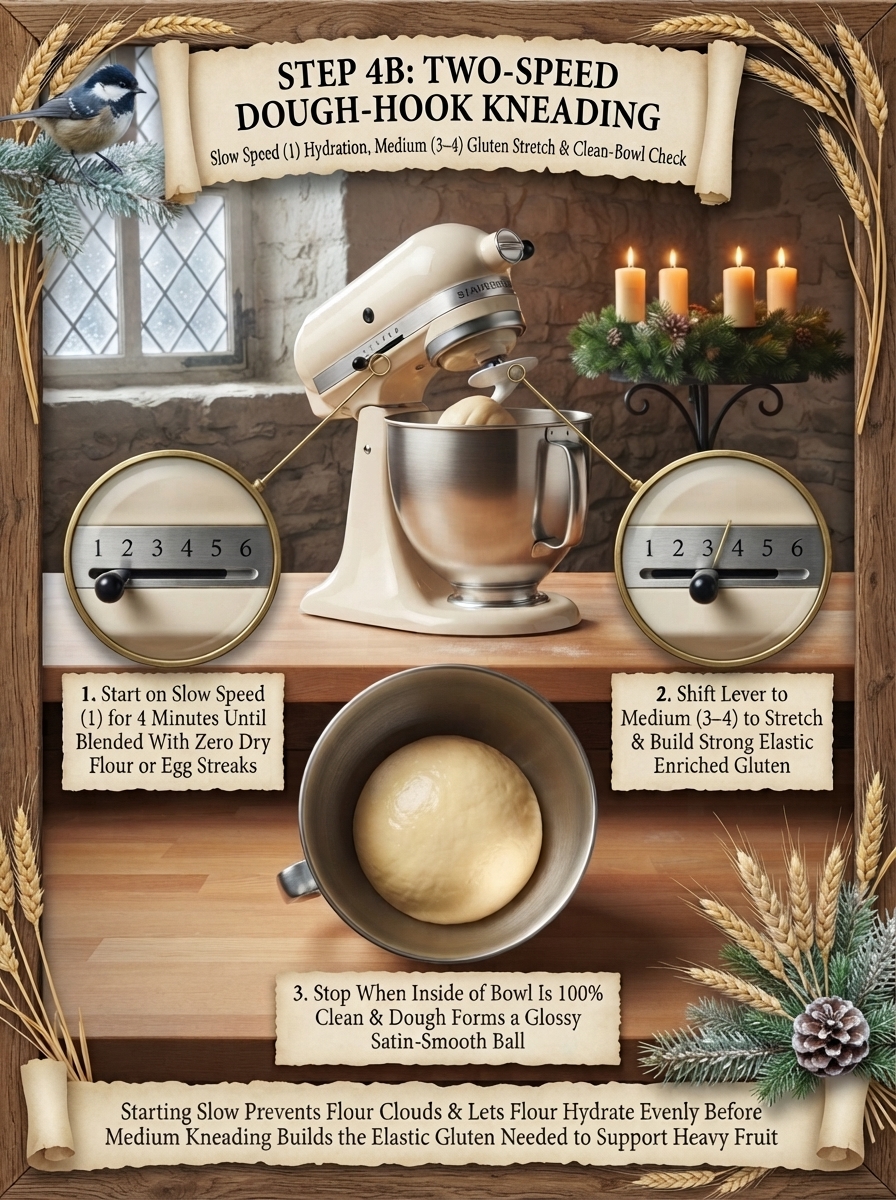 STEP 4B: TWO-SPEED
DOUGH-HOOK KNEADING
Slow Speed (1) Hydration, Medium (3–4) Gluten Stretch & Clean-Bowl Check
1 2 3 4 5 6
1 2 3 4 5 6
1. Start on Slow Speed
(1) for 4 Minutes Until
Blended With Zero Dry
Flour or Egg Streaks
2. Shift Lever to
Medium (3–4) to Stretch
& Build Strong Elastic
Enriched Gluten
3. Stop When Inside of Bowl Is 100%
Clean & Dough Forms a Glossy
Satin-Smooth Ball
Starting Slow Prevents Flour Clouds & Lets Flour Hydrate Evenly Before
Medium Kneading Builds the Elastic Gluten Needed to Support Heavy Fruit